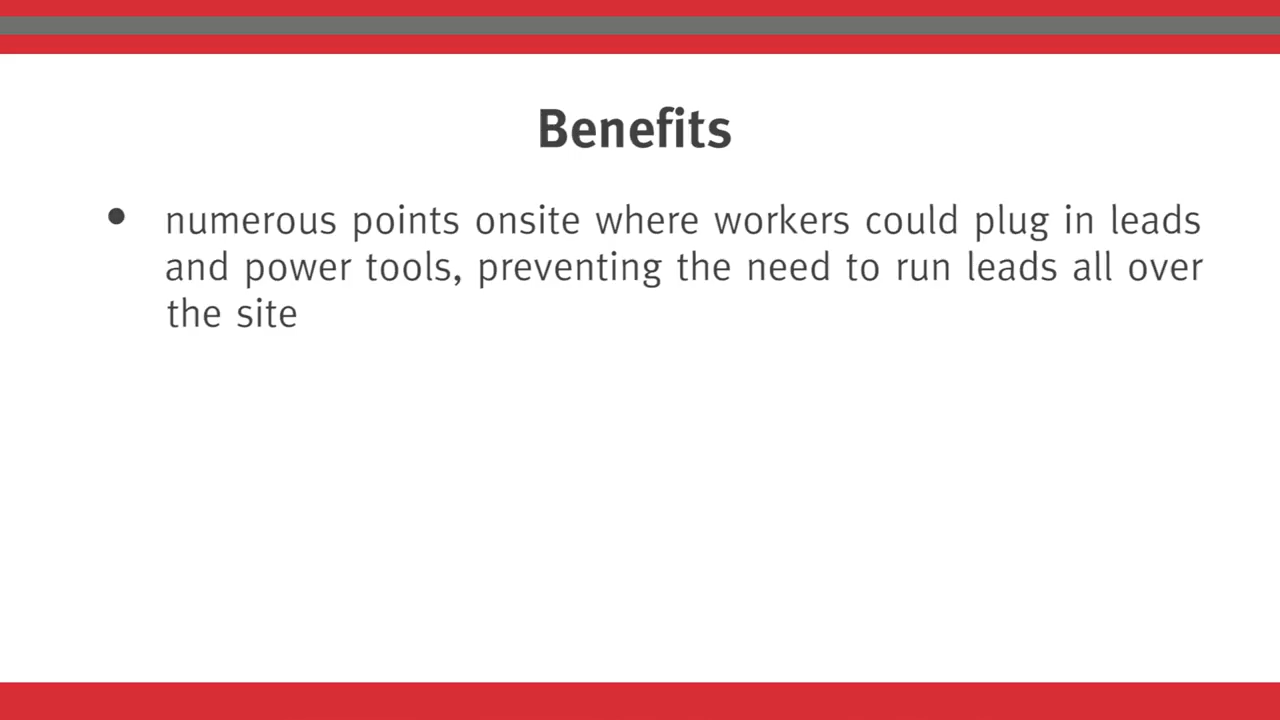 Benefits
• numerous points onsite where workers could plug in leads
and power tools, preventing the need to run leads all over
the site